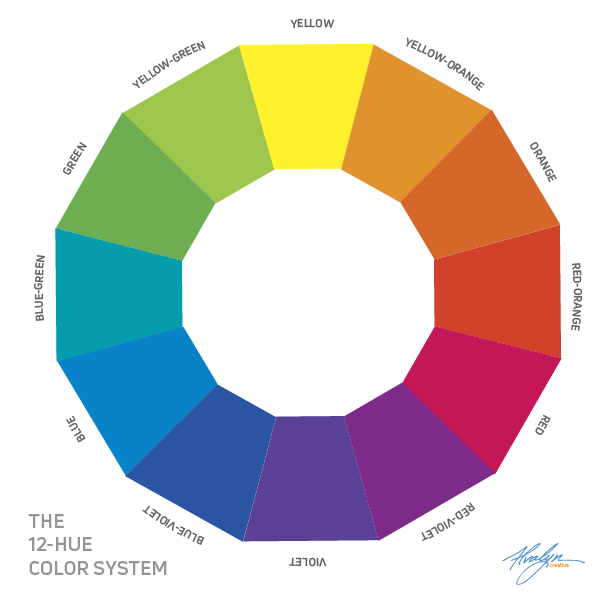 YELLOW
YELLOW-ORANGE
ORANGE
RED-ORANGE
RED
RED-VIOLET
VIOLET
BLUE-VIOLET
BLUE
BLUE-GREEN
GREEN
YELLOW-GREEN
THE
12-HUE
COLOR SYSTEM
Alvalyn
creative